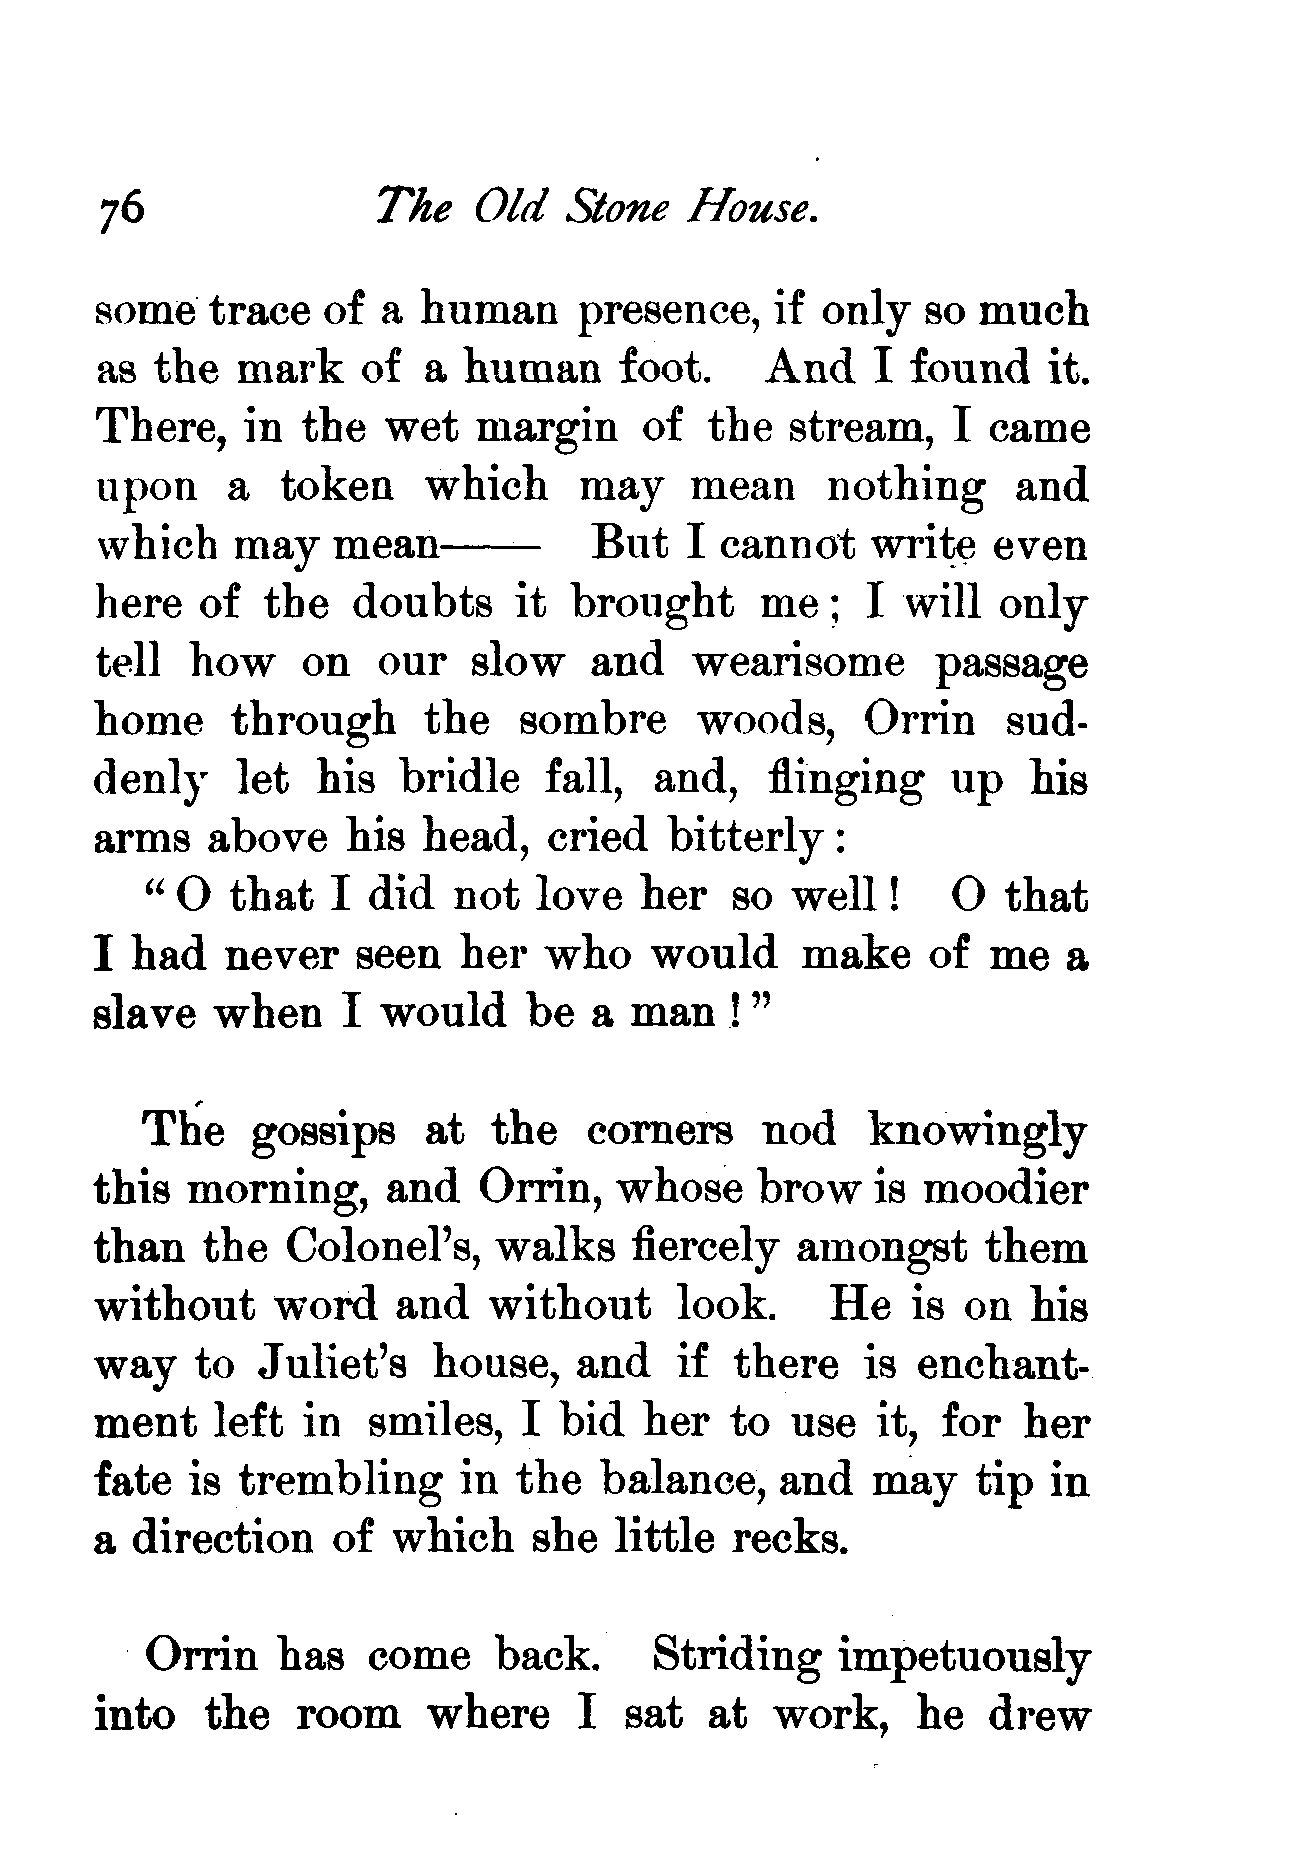 76 The Old Stone House.
some trace of a human presence, if only so much
as the mark of a human foot. And I found it.
There, in the wet margin of the stream, I came
upon a token which may mean nothing and
which may mean—— But I cannot write even
here of the doubts it brought me; I will only
tell how on our slow and wearisome passage
home through the sombre woods, Orrin sud-
denly let his bridle fall, and, flinging up his
arms above his head, cried bitterly:
“O that I did not love her so well! O that
I had never seen her who would make of me a
slave when I would be a man!”
The gossips at the corners nod knowingly
this morning, and Orrin, whose brow is moodier
than the Colonel’s, walks fiercely amongst them
without word and without look. He is on his
way to Juliet’s house, and if there is enchant-
ment left in smiles, I bid her to use it, for her
fate is trembling in the balance, and may tip in
a direction of which she little recks.
Orrin has come back. Striding impetuously
into the room where I sat at work, he drew